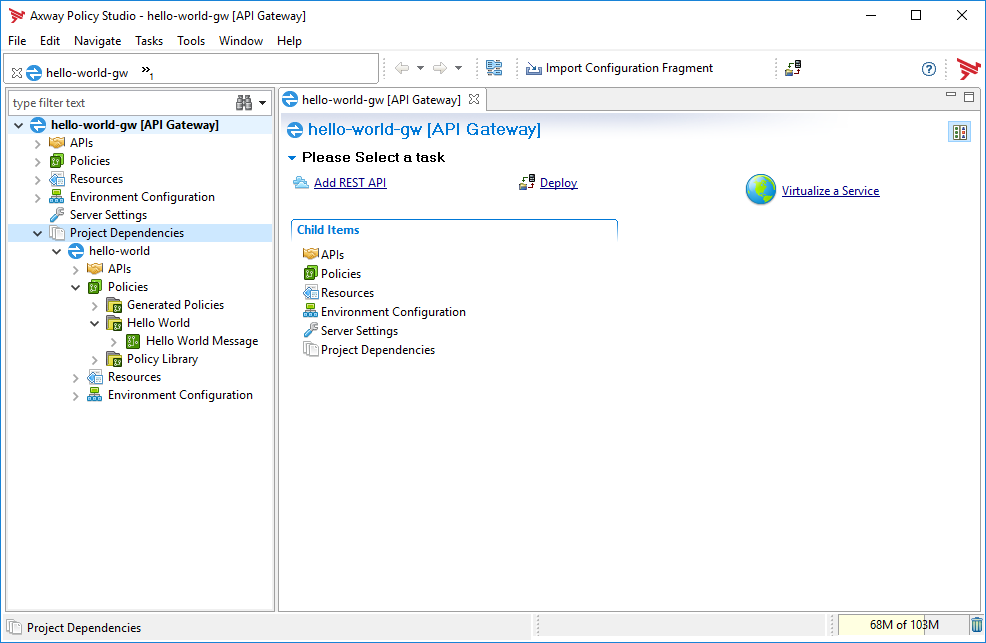 Axway Policy Studio - hello-world-gw [API Gateway]
File Edit Navigate Tasks Tools Window Help
hello-world-gw »1 Import Configuration Fragment
type filter text
hello-world-gw [API Gateway]
APIs
Policies
Resources
Environment Configuration
Server Settings
Project Dependencies
hello-world
APIs
Policies
Generated Policies
Hello World
Hello World Message
Policy Library
Resources
Environment Configuration
hello-world-gw [API Gateway]
hello-world-gw [API Gateway]
Please Select a task
Add REST API Deploy Virtualize a Service
Child Items
APIs
Policies
Resources
Environment Configuration
Server Settings
Project Dependencies
Project Dependencies 68M of 103M